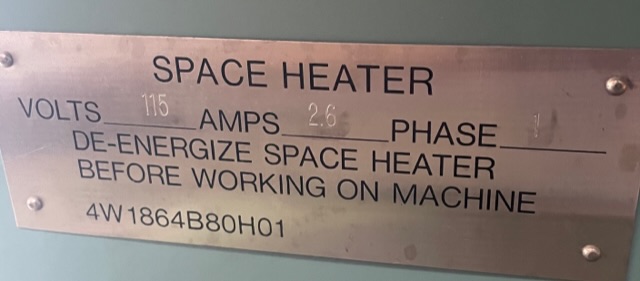 SPACE HEATER
VOLTS 115 AMPS 2.6 PHASE 1
DE-ENERGIZE SPACE HEATER
BEFORE WORKING ON MACHINE
4W1864B80H01